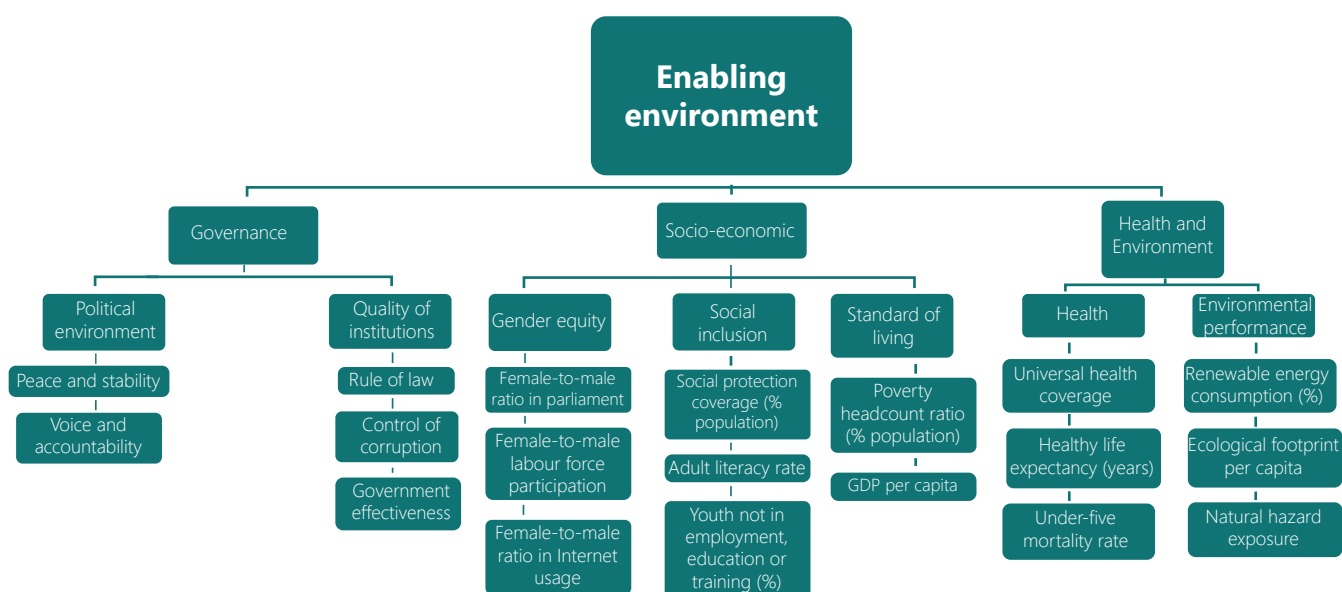 Enabling
environment
Governance
Socio-economic
Health and
Environment
Political
environment
Quality of
institutions
Gender equity
Social
inclusion
Standard of
living
Health
Environmental
performance
Peace and stability
Voice and
accountability
Rule of law
Control of
corruption
Government
effectiveness
Female-to-male
ratio in parliament
Female-to-male
labour force
participation
Female-to-male
ratio in Internet
usage
Social protection
coverage (%
population)
Adult literacy rate
Youth not in
employment,
education or
training (%)
Poverty
headcount ratio
(% population)
GDP per capita
Universal health
coverage
Healthy life
expectancy (years)
Under-five
mortality rate
Renewable energy
consumption (%)
Ecological footprint
per capita
Natural hazard
exposure